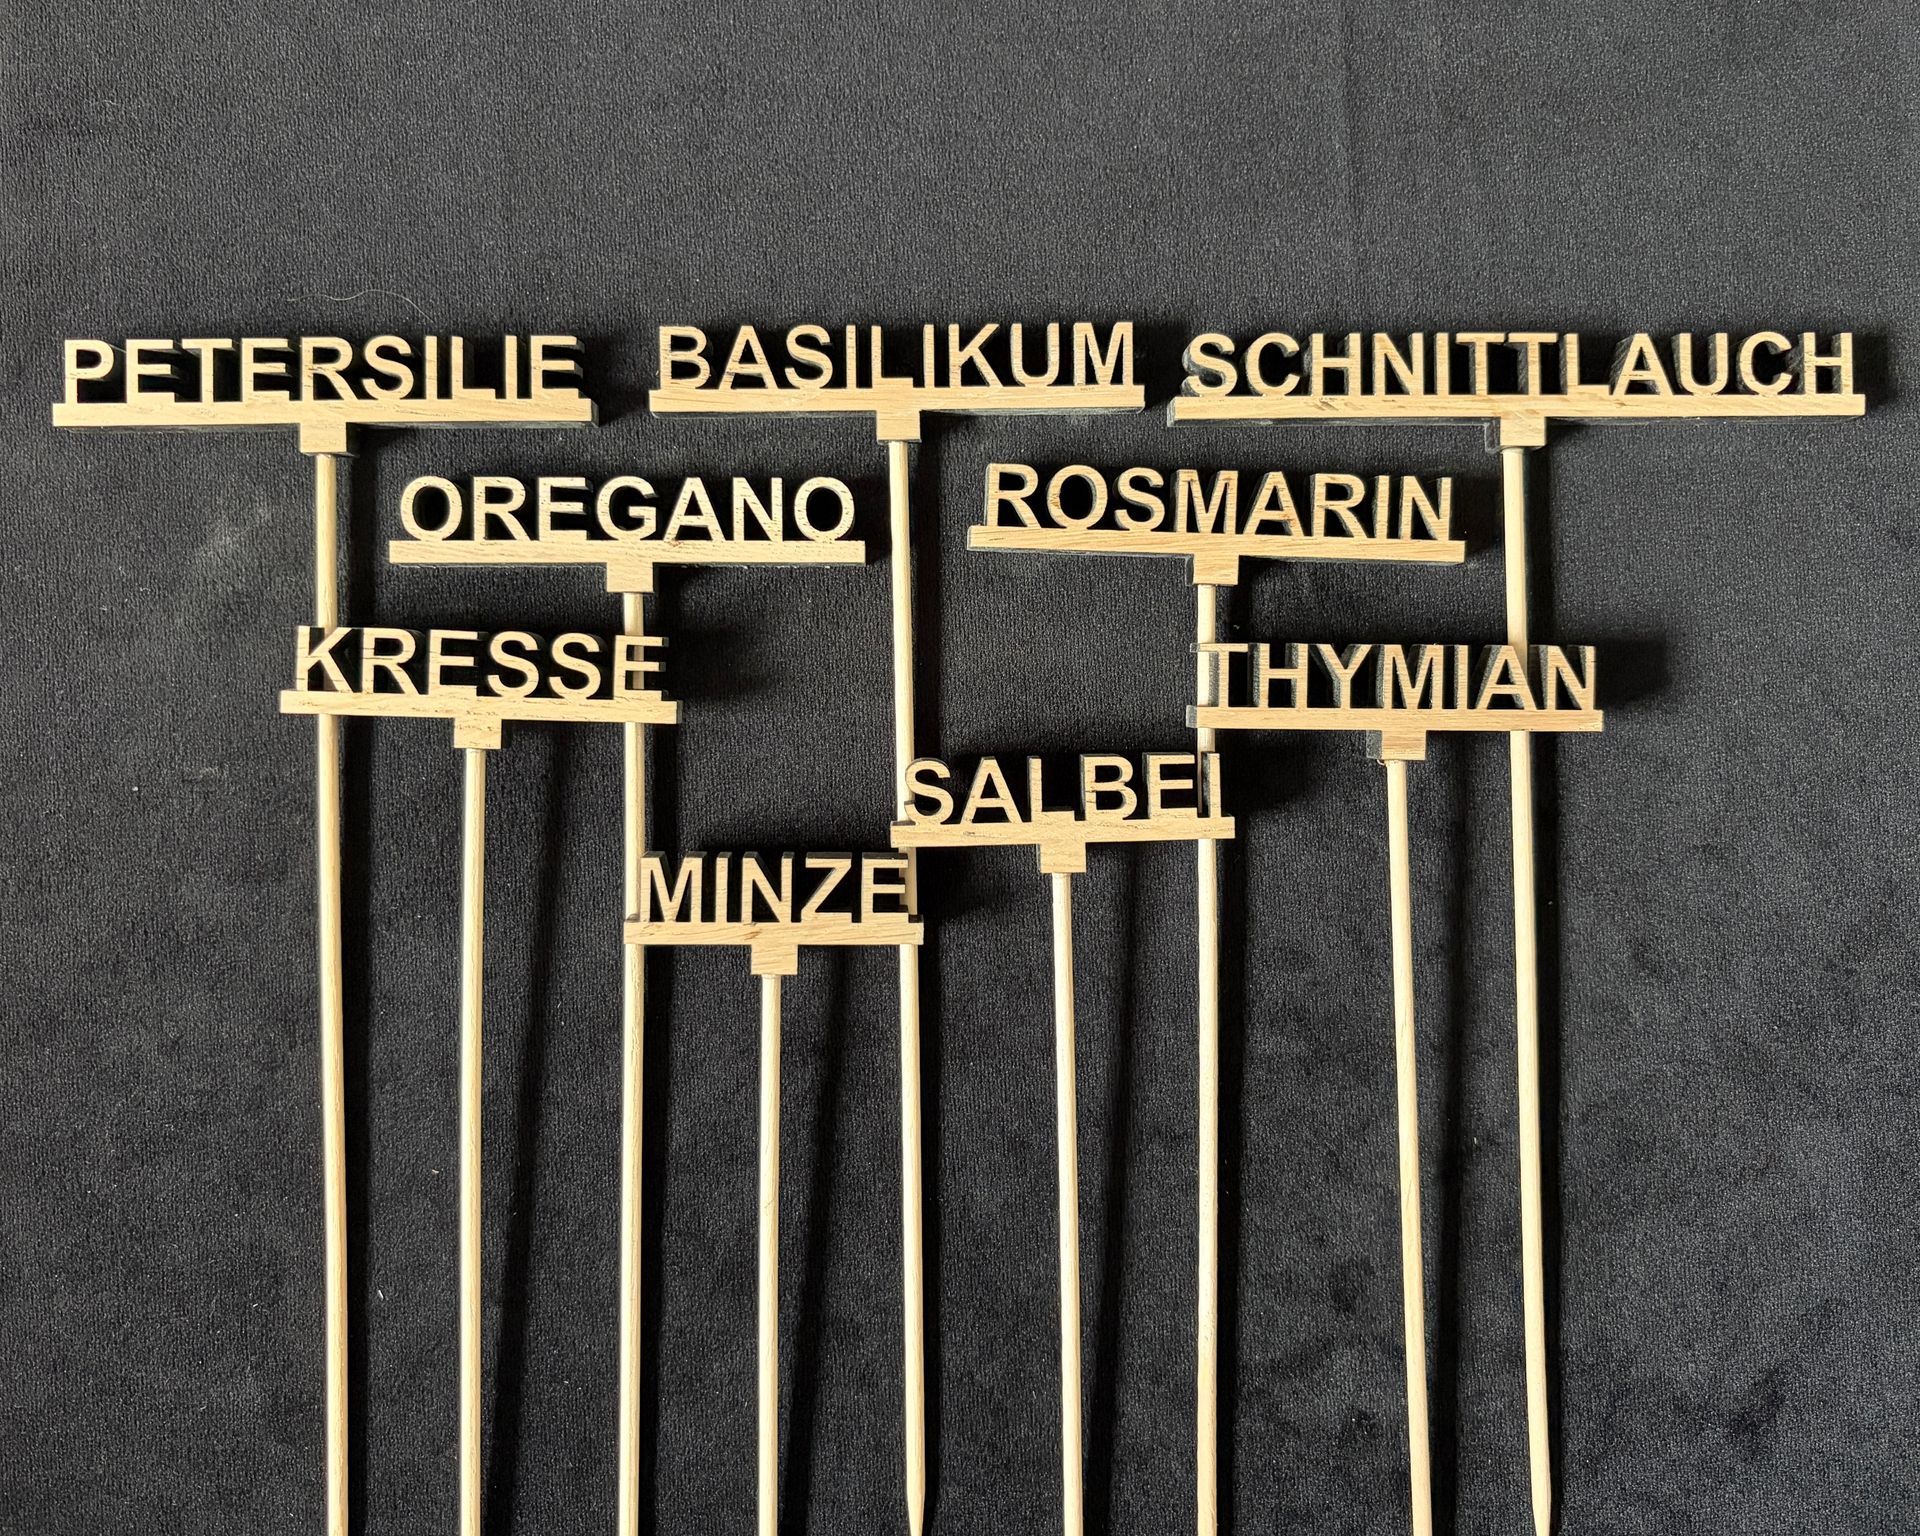 PETERSILIE
BASILIKUM
SCHNITTLAUCH
OREGANO
ROSMARIN
KRESSE
THYMIAN
SALBEI
MINZE